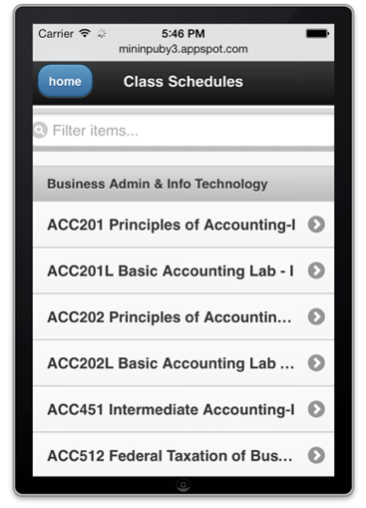 Carrier 5:46 PM
mininpuby3.appspot.com
home Class Schedules
Filter items...
Business Admin & Info Technology
ACC201 Principles of Accounting-I
ACC201L Basic Accounting Lab - I
ACC202 Principles of Accountin...
ACC202L Basic Accounting Lab ...
ACC451 Intermediate Accounting-I
ACC512 Federal Taxation of Bus...